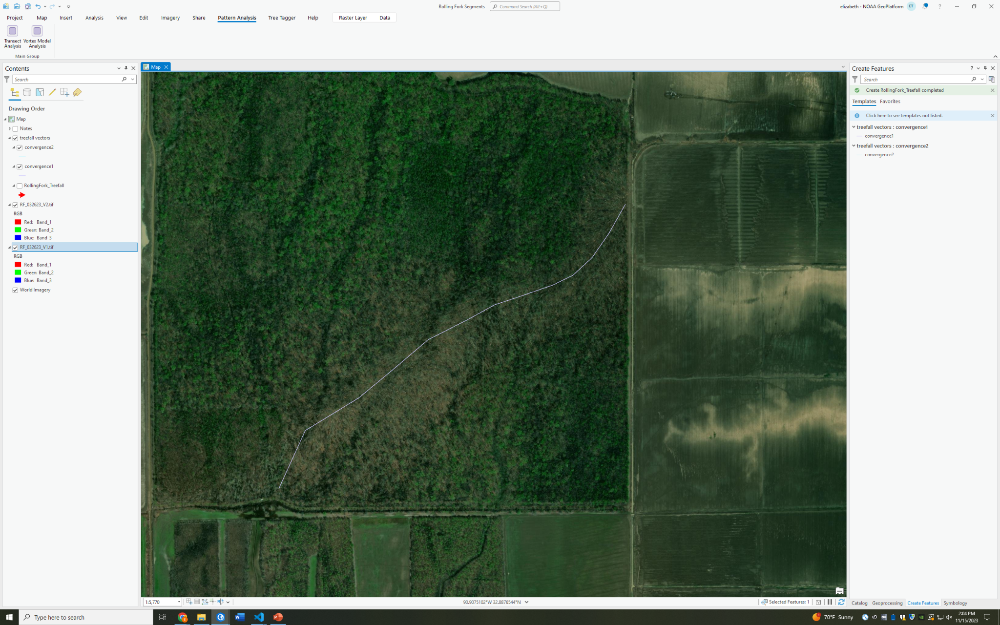 Rolling Fork Segments
Command Search (Alt+Q)
elizabeth - NOAA GeoPlatform
ET
?
Project
Map
Insert
Analysis
View
Edit
Imagery
Share
Pattern Analysis
Tree Tagger
Help
Raster Layer
Data
Transect
Analysis
Vortex Model
Analysis
Main Group
Contents
Search
Drawing Order
Map
Notes
treefall vectors
convergence2
convergence1
RollingFork_Treefall
RF_032623_V2.tif
RGB
Red: Band_1
Green: Band_2
Blue: Band_3
RF_032623_V1.tif
RGB
Red: Band_1
Green: Band_2
Blue: Band_3
World Imagery
Map
1:5,770
90.9075102°W 32.8876544°N
Selected Features: 1
Create Features
?
Search
Create RollingFork_Treefall completed
Templates
Favorites
Click here to see templates not listed.
treefall vectors : convergence1
convergence1
treefall vectors : convergence2
convergence2
Catalog
Geoprocessing
Create Features
Symbology
Type here to search
70°F Sunny
2:04 PM
11/15/2023